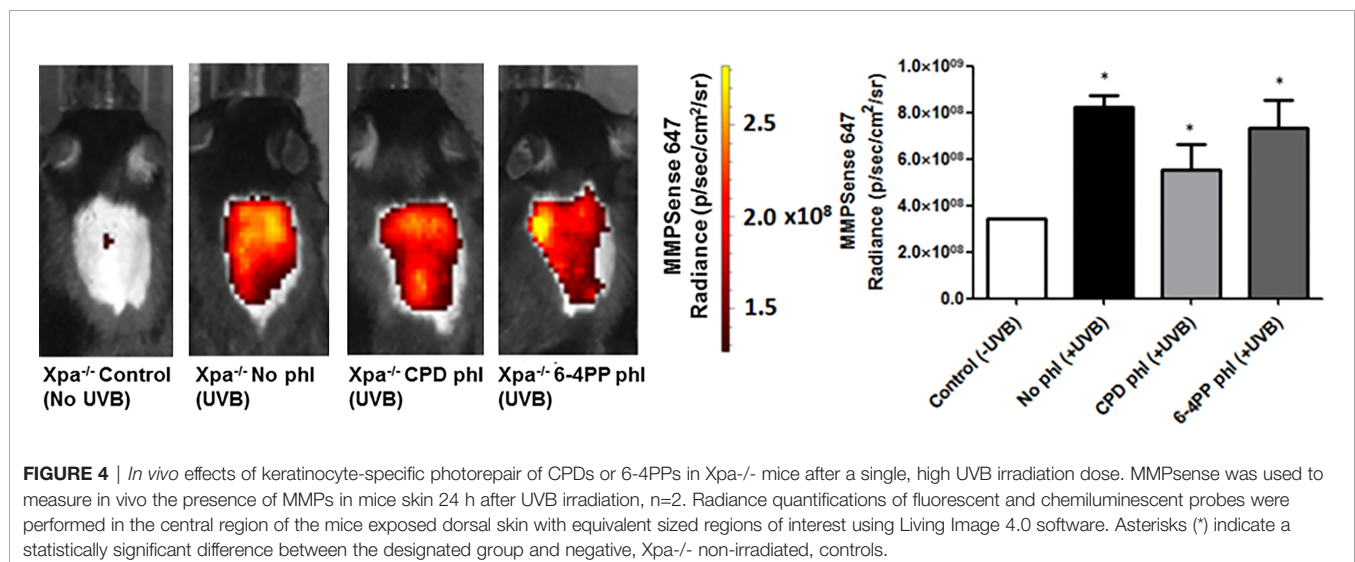 Xpa-/- Control
(No UVB)
Xpa-/- No phl
(UVB)
Xpa-/- CPD phl
(UVB)
Xpa-/- 6-4PP phl
(UVB)
MMPSense 647
Radiance (p/sec/cm²/sr)
2.5
2.0 x10⁸
1.5
MMPSense 647
Radiance (p/sec/cm²/sr)
1.0×10⁰⁹
8.0×10⁰⁸
6.0×10⁰⁸
4.0×10⁰⁸
2.0×10⁰⁸
0.0
*
*
*
Control (-UVB)
No phl (+UVB)
CPD phl (+UVB)
6-4PP phl (+UVB)
FIGURE 4 | In vivo effects of keratinocyte-specific photorepair of CPDs or 6-4PPs in Xpa-/- mice after a single, high UVB irradiation dose. MMPsense was used to
measure in vivo the presence of MMPs in mice skin 24 h after UVB irradiation, n=2. Radiance quantifications of fluorescent and chemiluminescent probes were
performed in the central region of the mice exposed dorsal skin with equivalent sized regions of interest using Living Image 4.0 software. Asterisks (*) indicate a
statistically significant difference between the designated group and negative, Xpa-/- non-irradiated, controls.